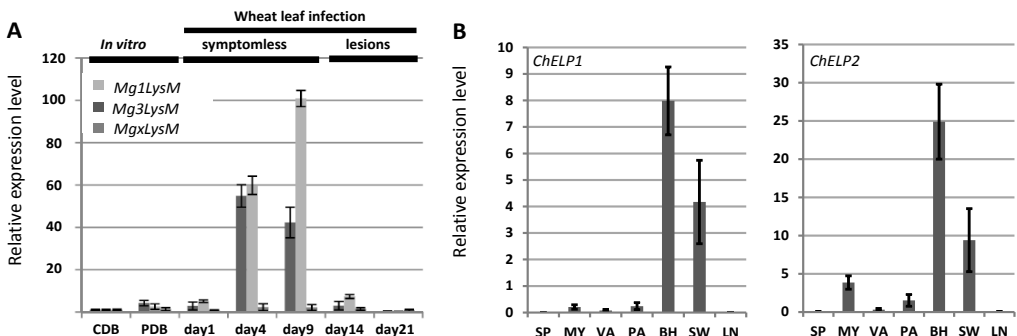 A
Wheat leaf infection
In vitro
symptomless
lesions
Relative expression level
120
100
80
60
40
20
Mg1LysM
Mg3LysM
MgxLysM
CDB PDB day1 day4 day9 day14 day21
B
ChELP1
Relative expression level
10
9
8
7
6
5
4
3
2
1
0
SP MY VA PA BH SW LN
ChELP2
35
30
25
20
15
10
5
0
SP MY VA PA BH SW LN